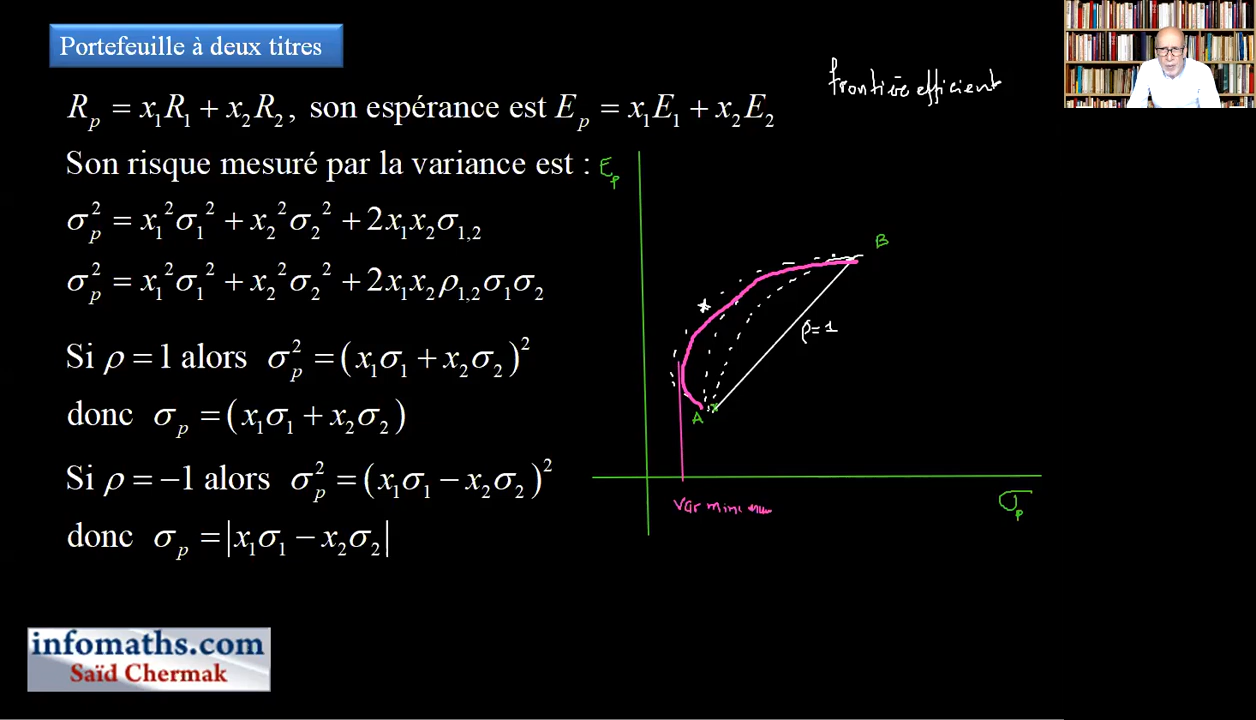 Portefeuille à deux titres
frontière efficient
R_p = x_1R_1 + x_2R_2, son espérance est E_p = x_1E_1 + x_2E_2
Son risque mesuré par la variance est :
E_p
σ_p^2 = x_1^2σ_1^2 + x_2^2σ_2^2 + 2x_1x_2σ_{1,2}
B
σ_p^2 = x_1^2σ_1^2 + x_2^2σ_2^2 + 2x_1x_2ρ_{1,2}σ_1σ_2
ρ=1
Si ρ = 1 alors σ_p^2 = (x_1σ_1 + x_2σ_2)^2
donc σ_p = (x_1σ_1 + x_2σ_2)
A
Si ρ = −1 alors σ_p^2 = (x_1σ_1 − x_2σ_2)^2
Var minimum
σ_p
donc σ_p = |x_1σ_1 − x_2σ_2|
infomaths.com
Saïd Chermak